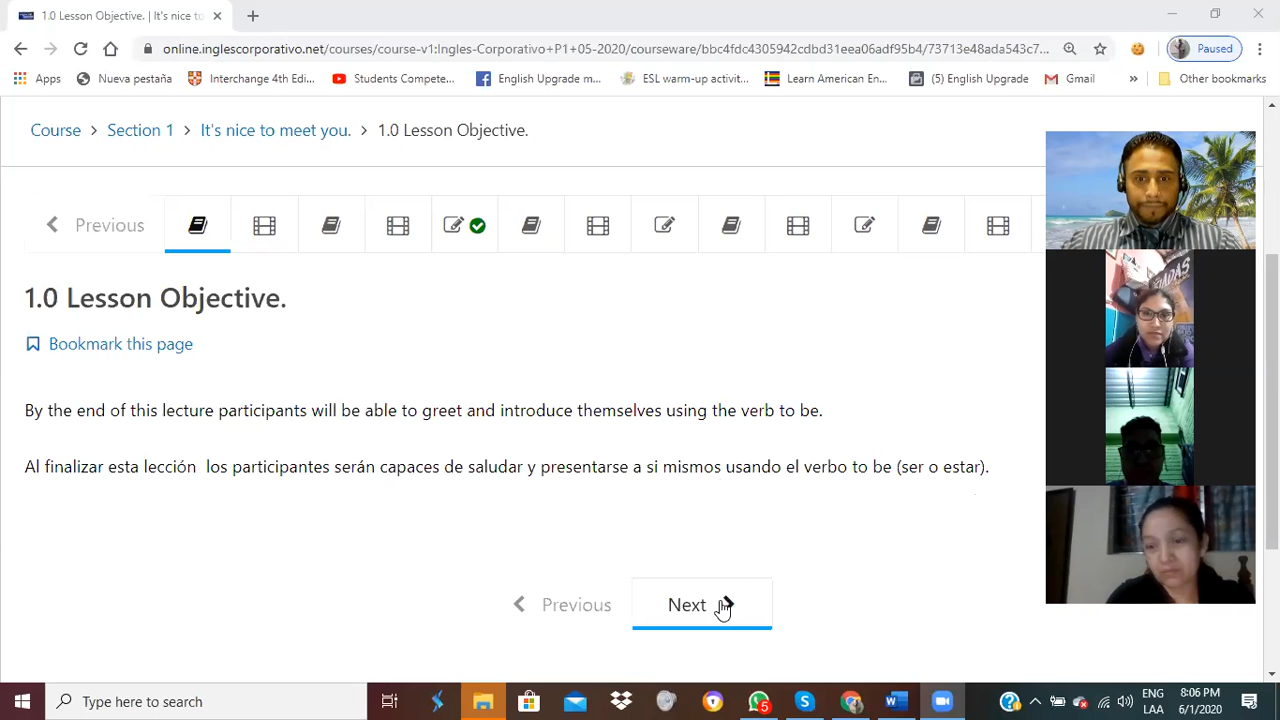 1.0 Lesson Objective. | It's nice to
online.inglescorporativo.net/courses/course-v1:Ingles-Corporativo+P1+05-2020/courseware/bbc4fdc4305942cdbd31eea06adf95b4/73713e48ada543c7...
Paused
Apps Nueva pestaña Interchange 4th Edi... Students Compete... English Upgrade m... ESL warm-up activit... Learn American En... (5) English Upgrade Gmail » Other bookmarks
Course > Section 1 > It's nice to meet you. > 1.0 Lesson Objective.
Previous
1.0 Lesson Objective.
Bookmark this page
By the end of this lecture participants will be able to greet and introduce themselves using the verb to be.
Al finalizar esta lección los participantes serán capaces de saludar y presentarse a si mismos usando el verbo to be (ser o estar).
Previous Next
Type here to search
5
ENG 8:06 PM
LAA 6/1/2020